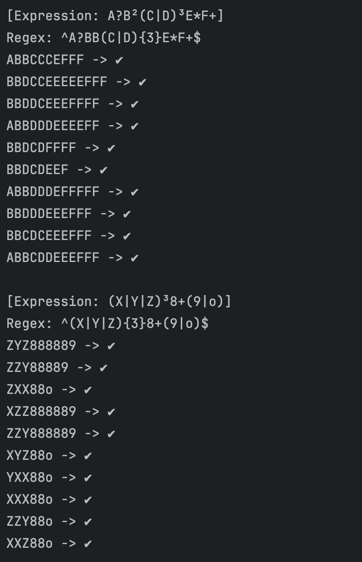 [Expression: A?B²(C|D)³E*F+]
Regex: ^A?BB(C|D){3}E*F+$
ABBCCCEFFF -> ✔
BBDCCEEEEEFFF -> ✔
BBDDCEEEFFFF -> ✔
ABBDDDEEEEFF -> ✔
BBDCDFFFF -> ✔
BBDCDEEF -> ✔
ABBDDDEFFFFF -> ✔
BBDDDEEEFFF -> ✔
BBCDCEEEFFF -> ✔
ABBCDDEEEFFF -> ✔
[Expression: (X|Y|Z)³8+(9|o)]
Regex: ^(X|Y|Z){3}8+(9|o)$
ZYZ888889 -> ✔
ZZY88889 -> ✔
ZXX88o -> ✔
XZZ888889 -> ✔
ZZY888889 -> ✔
XYZ88o -> ✔
YXX88o -> ✔
XXX88o -> ✔
ZZY88o -> ✔
XXZ88o -> ✔